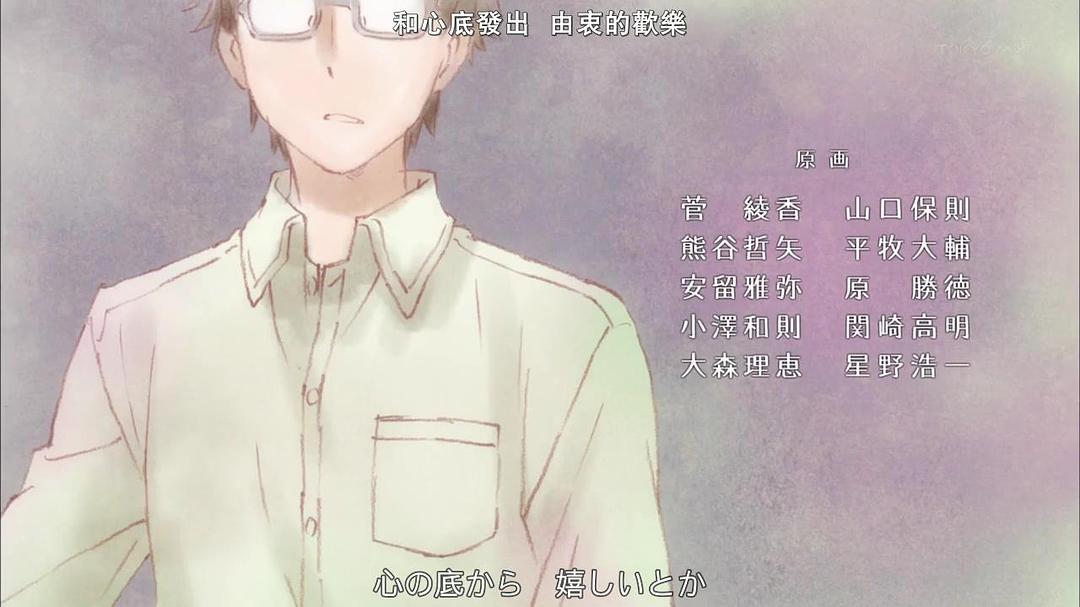 和心底發出 由衷的歡樂
TOKYO MX
原画
菅 綾香 山口保則
熊谷哲矢 平牧大輔
安留雅弥 原 勝徳
小澤和則 関崎高明
大森理恵 星野浩一
心の底から 嬉しいとか